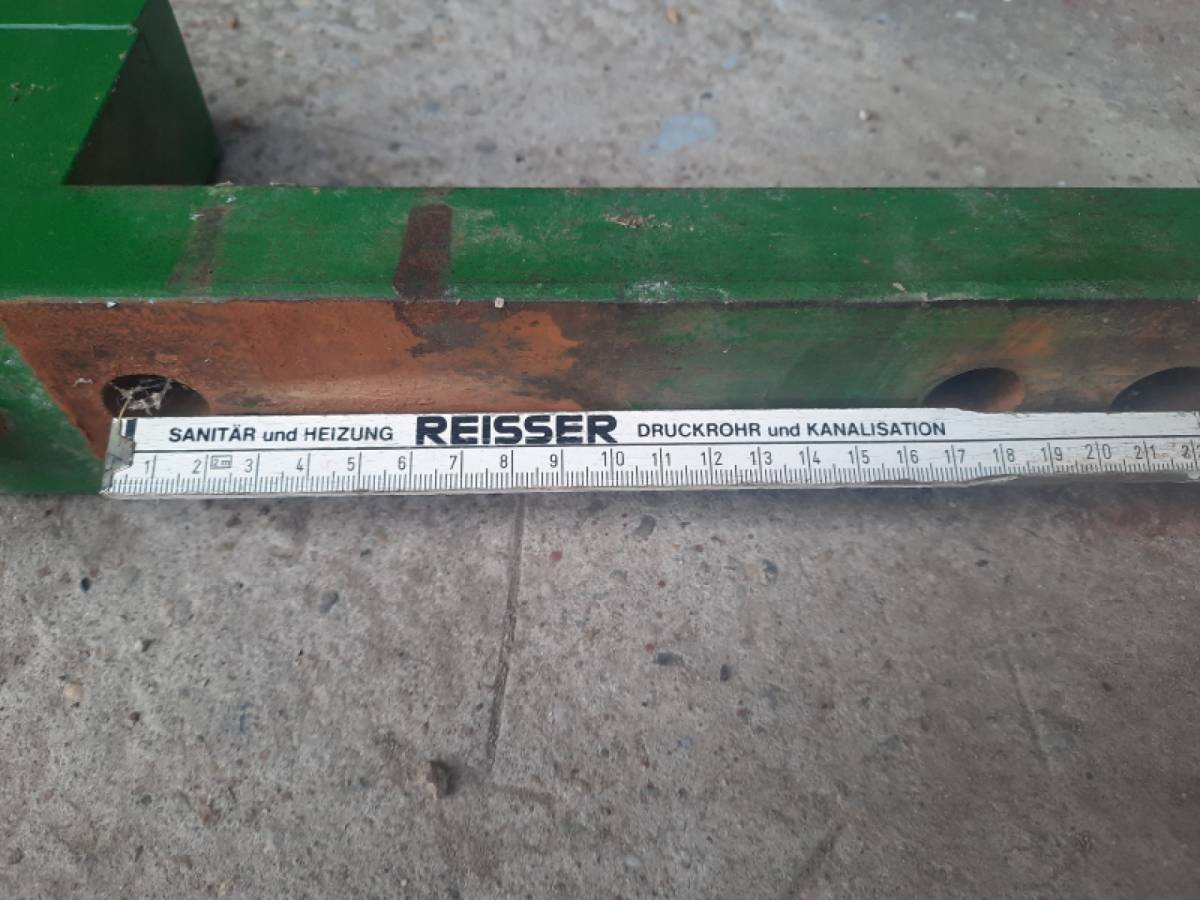 SANITÄR und HEIZUNG REISSER DRUCKROHR und KANALISATION
1 2 2m 3 4 5 6 7 8 9 10 11 12 13 14 15 16 17 18 19 20 21